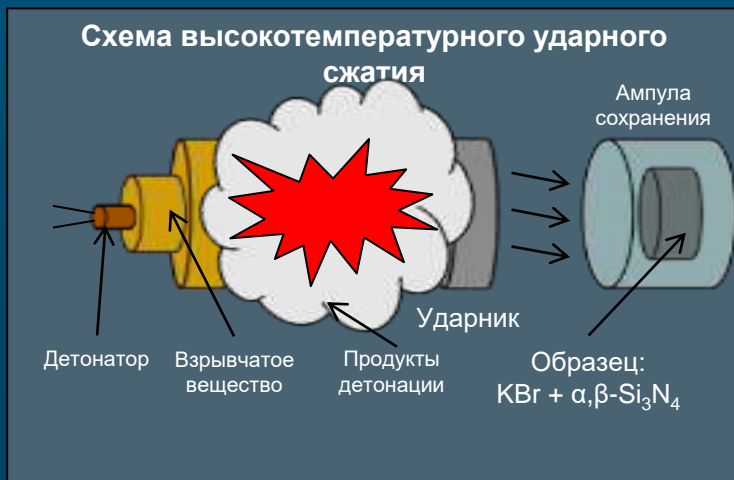 Схема высокотемпературного ударного
сжатия
Ампула
сохранения
Ударник
Детонатор
Взрывчатое
вещество
Продукты
детонации
Образец:
KBr + α,β-Si₃N₄